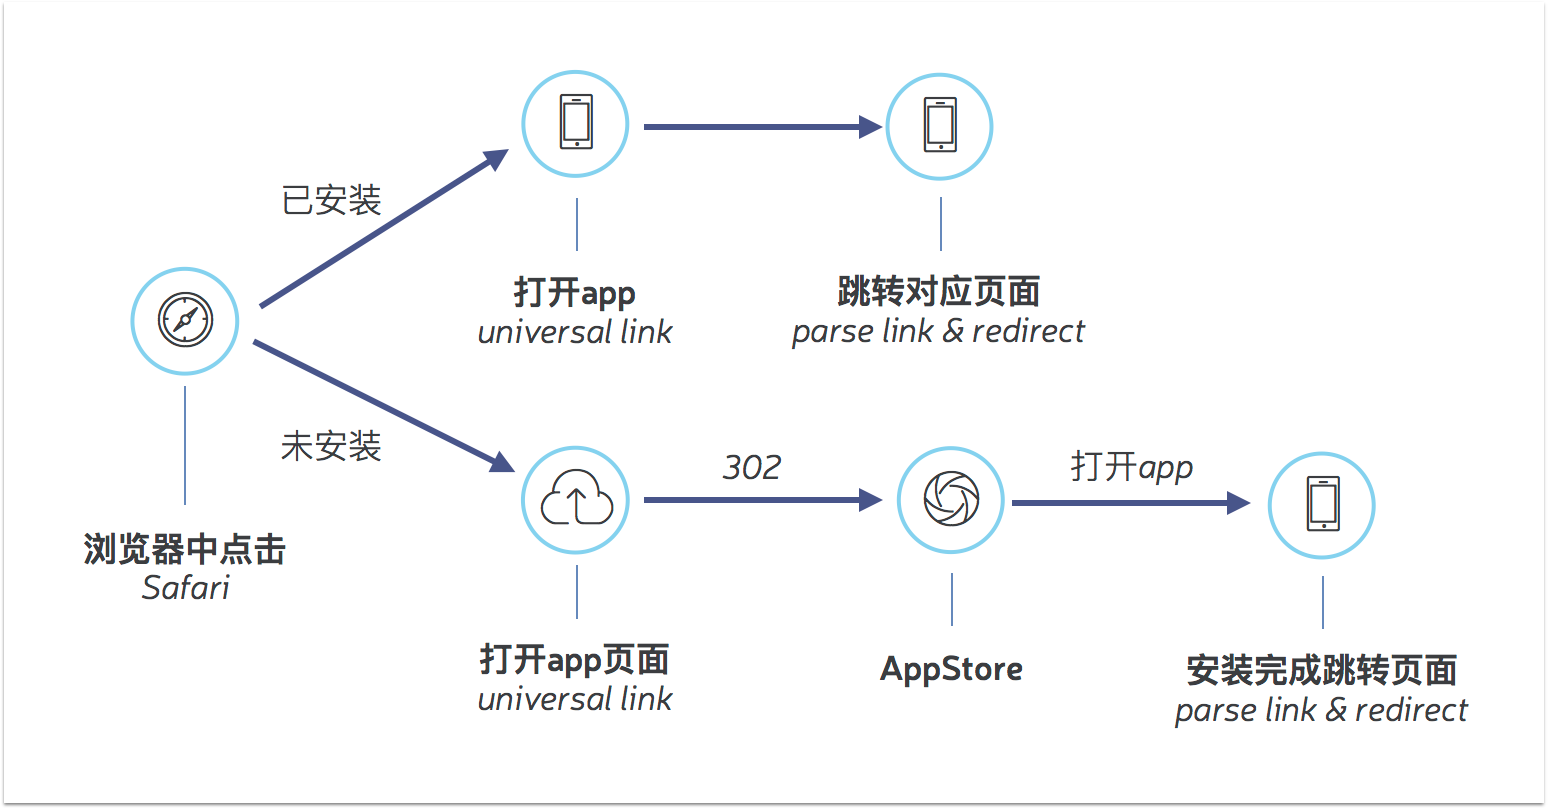 已安装
打开app
universal link
跳转对应页面
parse link & redirect
浏览器中点击
Safari
未安装
302
打开app
打开app页面
universal link
AppStore
安装完成跳转页面
parse link & redirect